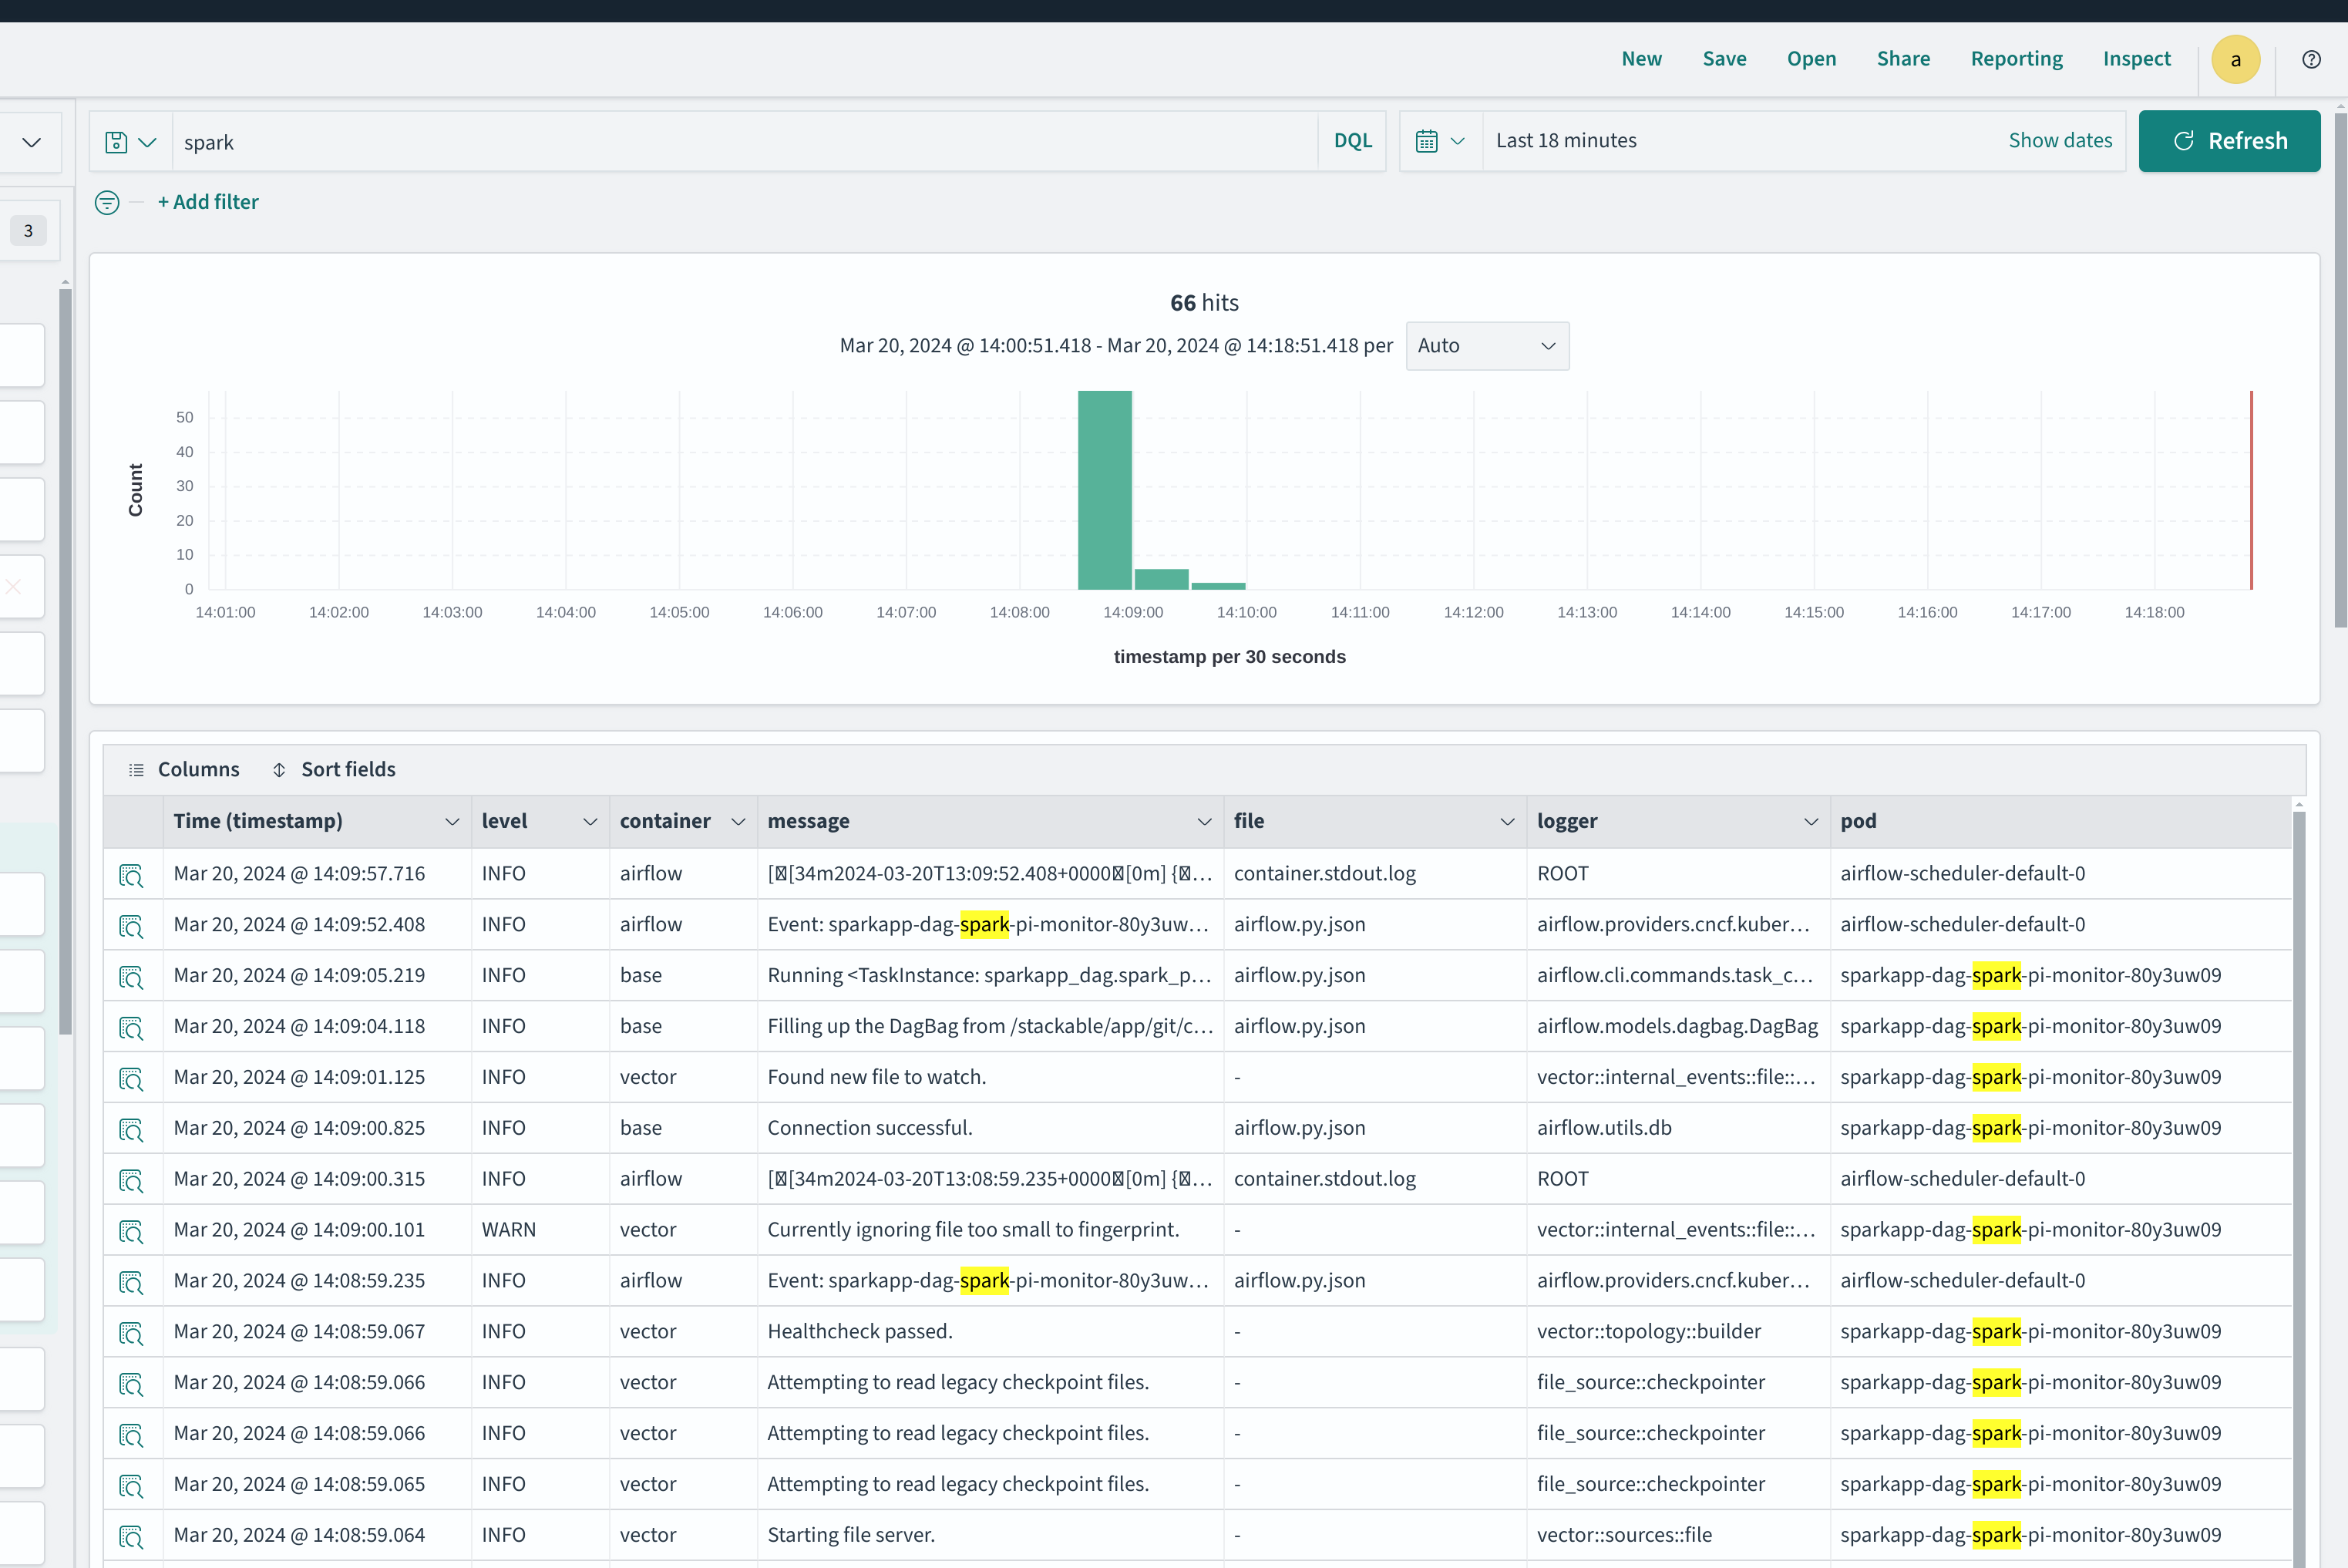 New Save Open Share Reporting Inspect a
spark DQL Last 18 minutes Show dates Refresh
+ Add filter
3
66 hits
Mar 20, 2024 @ 14:00:51.418 - Mar 20, 2024 @ 14:18:51.418 per Auto
Count
50
40
30
20
10
0
14:01:00 14:02:00 14:03:00 14:04:00 14:05:00 14:06:00 14:07:00 14:08:00 14:09:00 14:10:00 14:11:00 14:12:00 14:13:00 14:14:00 14:15:00 14:16:00 14:17:00 14:18:00
timestamp per 30 seconds
Columns Sort fields
Time (timestamp) level container message file logger pod
Mar 20, 2024 @ 14:09:57.716 INFO airflow [[34m2024-03-20T13:09:52.408+0000[0m] {… container.stdout.log ROOT airflow-scheduler-default-0
Mar 20, 2024 @ 14:09:52.408 INFO airflow Event: sparkapp-dag-spark-pi-monitor-80y3uw… airflow.py.json airflow.providers.cncf.kuber… airflow-scheduler-default-0
Mar 20, 2024 @ 14:09:05.219 INFO base Running <TaskInstance: sparkapp_dag.spark_p… airflow.py.json airflow.cli.commands.task_c… sparkapp-dag-spark-pi-monitor-80y3uw09
Mar 20, 2024 @ 14:09:04.118 INFO base Filling up the DagBag from /stackable/app/git/c… airflow.py.json airflow.models.dagbag.DagBag sparkapp-dag-spark-pi-monitor-80y3uw09
Mar 20, 2024 @ 14:09:01.125 INFO vector Found new file to watch. - vector::internal_events::file::… sparkapp-dag-spark-pi-monitor-80y3uw09
Mar 20, 2024 @ 14:09:00.825 INFO base Connection successful. airflow.py.json airflow.utils.db sparkapp-dag-spark-pi-monitor-80y3uw09
Mar 20, 2024 @ 14:09:00.315 INFO airflow [[34m2024-03-20T13:08:59.235+0000[0m] {… container.stdout.log ROOT airflow-scheduler-default-0
Mar 20, 2024 @ 14:09:00.101 WARN vector Currently ignoring file too small to fingerprint. - vector::internal_events::file::… sparkapp-dag-spark-pi-monitor-80y3uw09
Mar 20, 2024 @ 14:08:59.235 INFO airflow Event: sparkapp-dag-spark-pi-monitor-80y3uw… airflow.py.json airflow.providers.cncf.kuber… airflow-scheduler-default-0
Mar 20, 2024 @ 14:08:59.067 INFO vector Healthcheck passed. - vector::topology::builder sparkapp-dag-spark-pi-monitor-80y3uw09
Mar 20, 2024 @ 14:08:59.066 INFO vector Attempting to read legacy checkpoint files. - file_source::checkpointer sparkapp-dag-spark-pi-monitor-80y3uw09
Mar 20, 2024 @ 14:08:59.066 INFO vector Attempting to read legacy checkpoint files. - file_source::checkpointer sparkapp-dag-spark-pi-monitor-80y3uw09
Mar 20, 2024 @ 14:08:59.065 INFO vector Attempting to read legacy checkpoint files. - file_source::checkpointer sparkapp-dag-spark-pi-monitor-80y3uw09
Mar 20, 2024 @ 14:08:59.064 INFO vector Starting file server. - vector::sources::file sparkapp-dag-spark-pi-monitor-80y3uw09